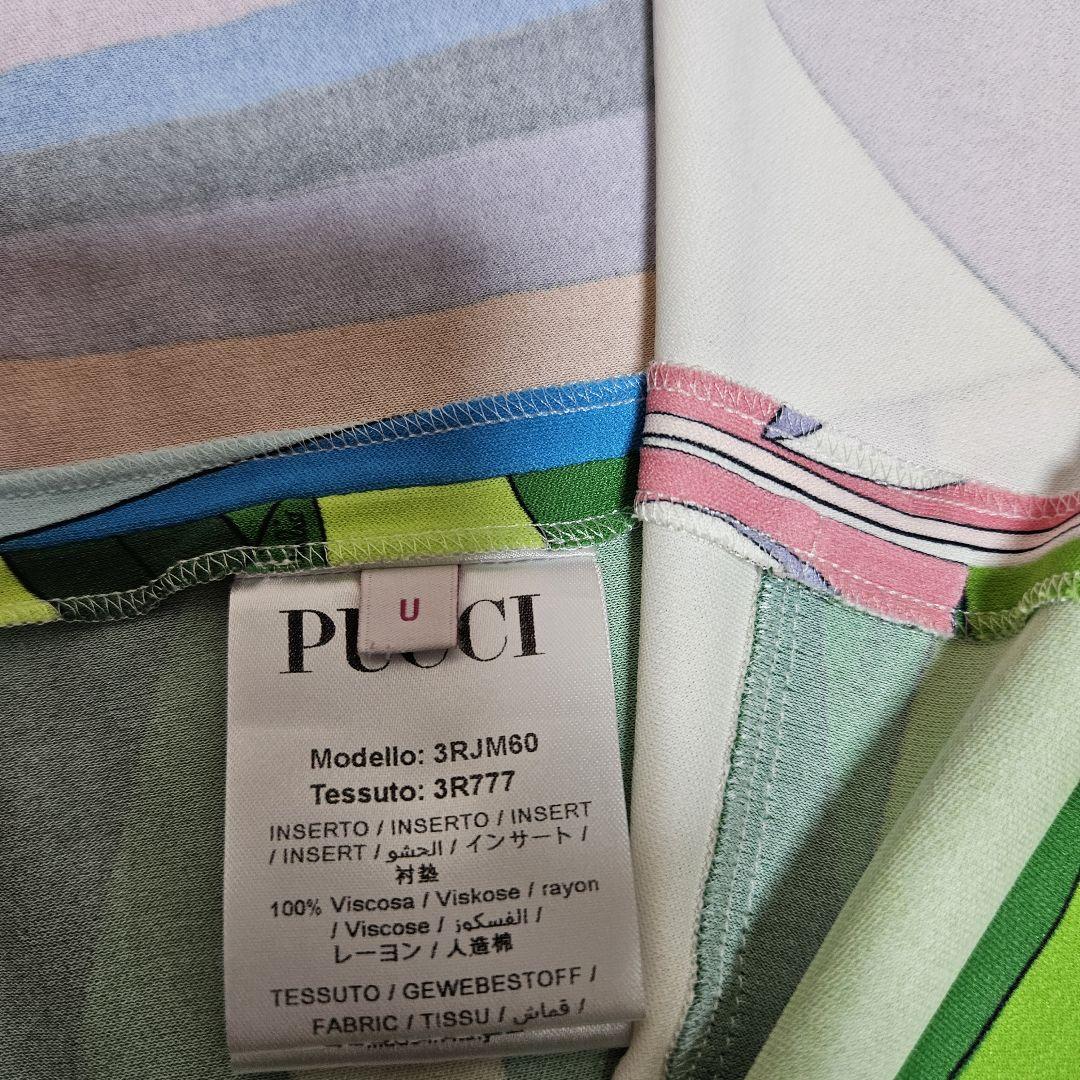 U
PUCCI
Modello: 3RJM60
Tessuto: 3R777
INSERTO / INSERTO / INSERT
/ INSERT / الحشو / インサート /
衬垫
100% Viscosa / Viskose / rayon
/ Viscose / الفسكوز /
レーヨン / 人造棉
TESSUTO / GEWEBESTOFF /
FABRIC / TISSU / قماش /